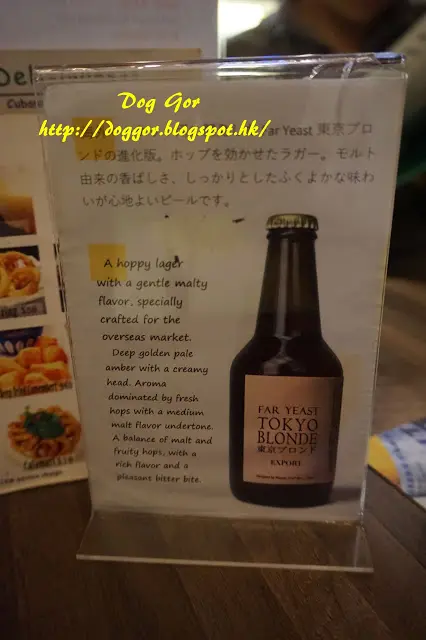 Dog Gor
http://doggor.blogspot.hk/
Far Yeast 東京ブロ
ンドの進化版。ホップを効かせたラガー。モルト
由来の香ばしさ、しっかりとしたふくよかな味わ
いが心地よいビールです。
A hoppy lager
with a gentle malty
flavor, specially
crafted for the
overseas market.
Deep golden pale
amber with a creamy
head. Aroma
dominated by fresh
hops with a medium
malt flavor undertone.
A balance of malt and
fruity hops, with a
rich flavor and a
pleasant bitter bite.
FAR YEAST
TOKYO
BLONDE
東京ブロンド
EXPORT